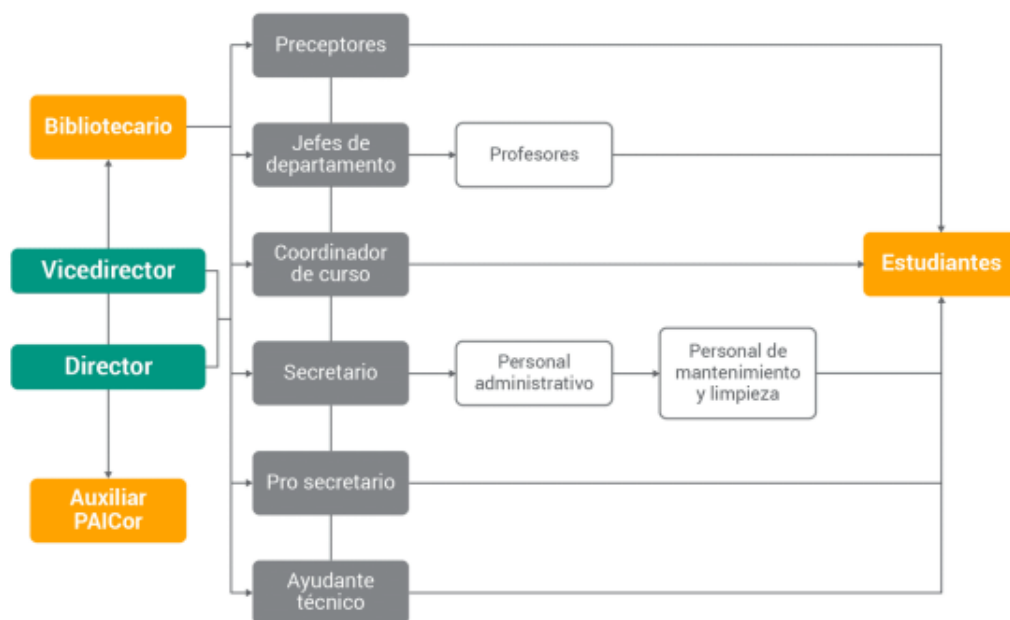 Preceptores
Bibliotecario
Jefes de
departamento
Profesores
Vicedirector
Coordinador
de curso
Estudiantes
Director
Secretario
Personal
administrativo
Personal de
mantenimiento
y limpieza
Auxiliar
PAICor
Pro secretario
Ayudante
técnico